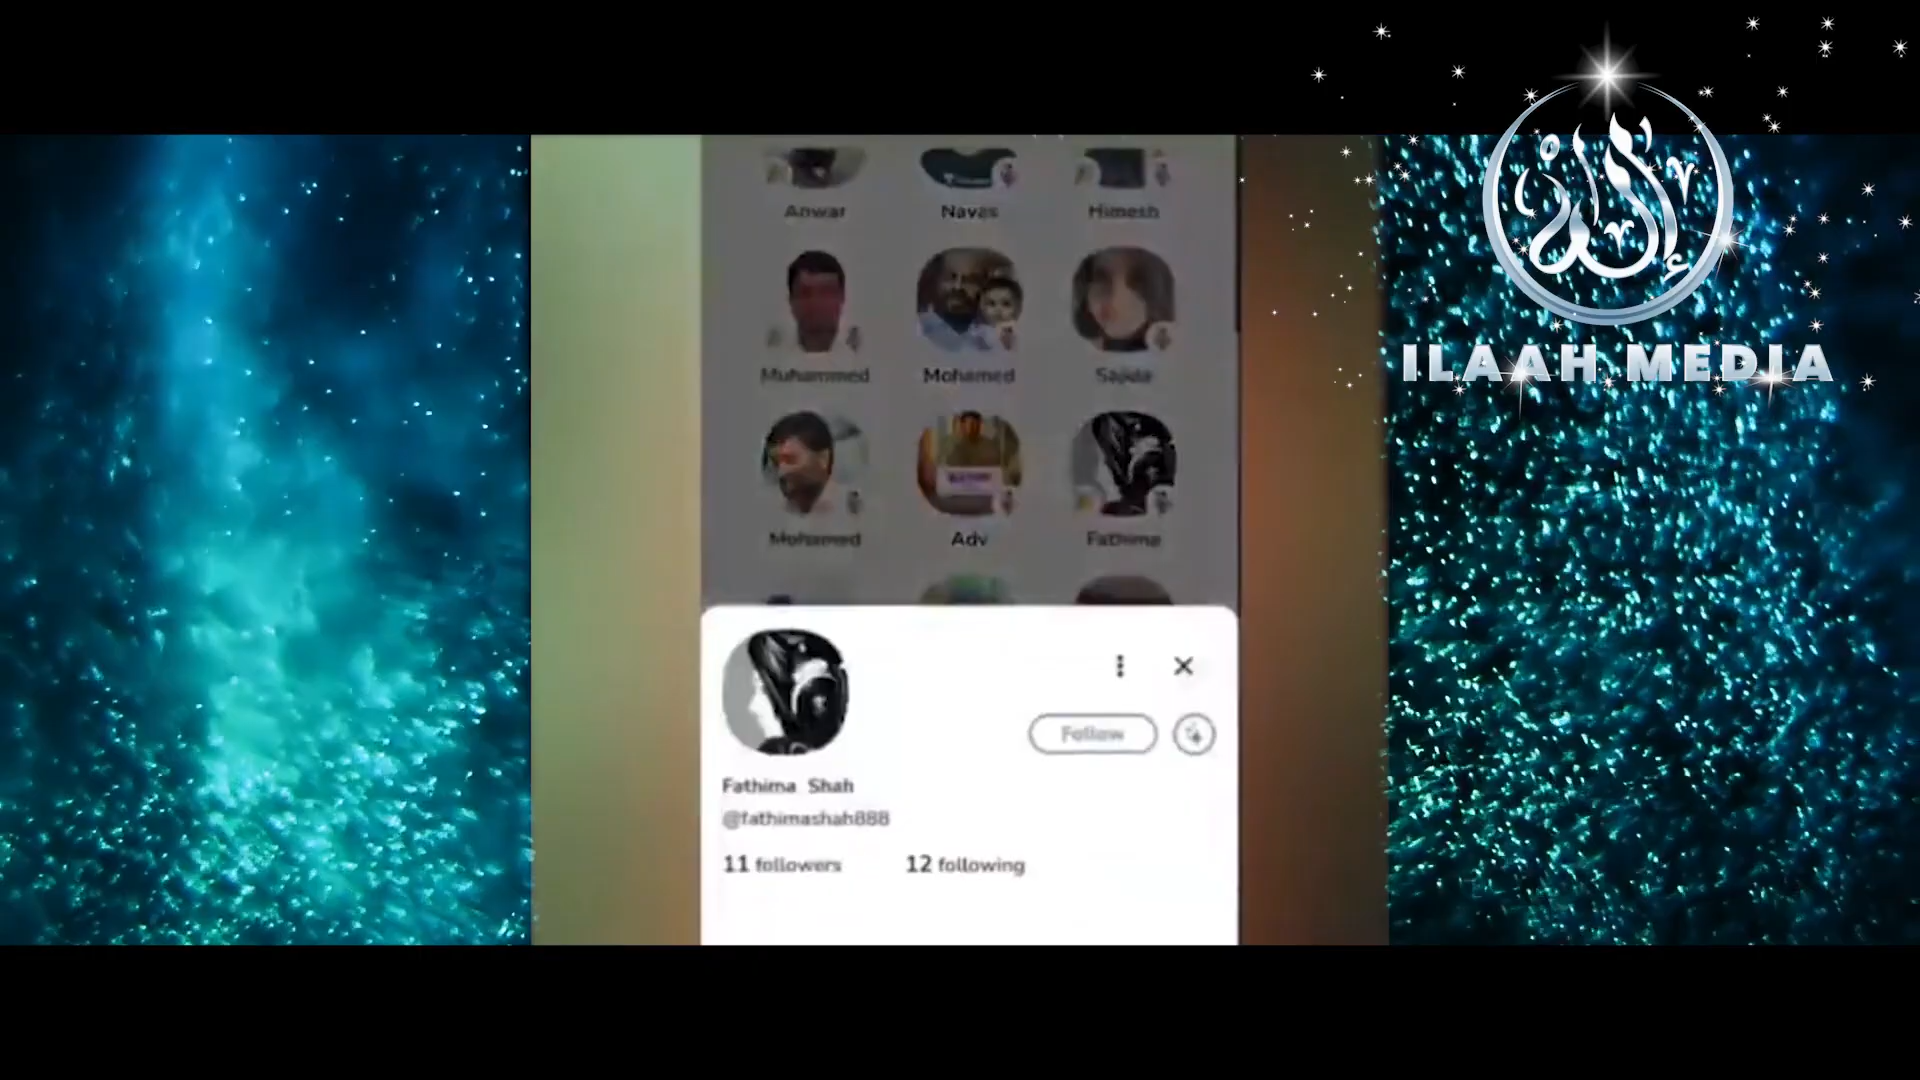 Anwar
Navas
Himesh
Muhammed
Mohamed
Sajida
Mohamed
Adv
Fathima
Fathima Shah
@fathimashah888
Follow
11 followers
12 following
إلاه
ILAAH MEDIA